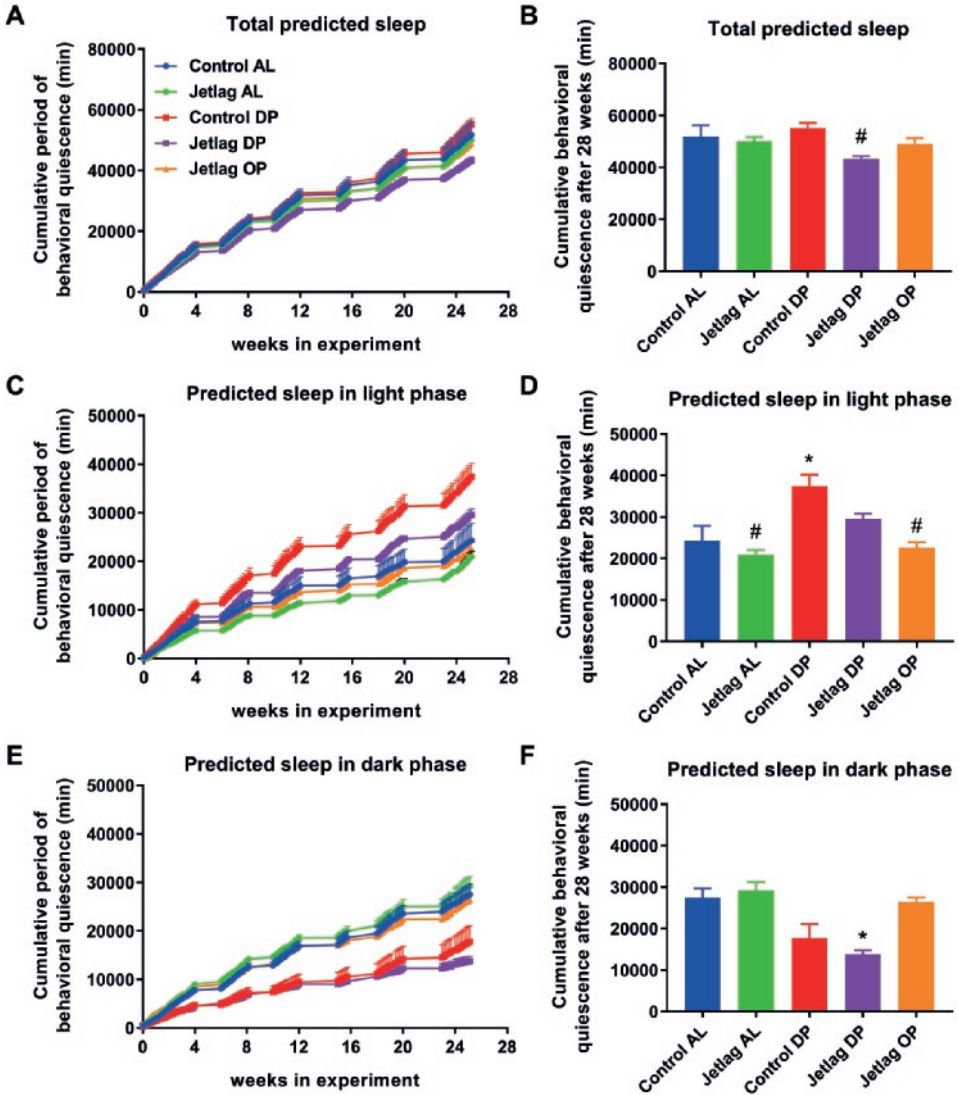 A
Total predicted sleep
Cumulative period of
behavioral quiescence (min)
80000
60000
40000
20000
0
Control AL
Jetlag AL
Control DP
Jetlag DP
Jetlag OP
0 4 8 12 16 20 24 28
weeks in experiment
B
Total predicted sleep
Cumulative behavioral
quiescence after 28 weeks (min)
80000
60000
40000
20000
0
#
Control AL
Jetlag AL
Control DP
Jetlag DP
Jetlag OP
C
Predicted sleep in light phase
Cumulative period of
behavioral quiescence (min)
50000
40000
30000
20000
10000
0
0 4 8 12 16 20 24 28
weeks in experiment
D
Predicted sleep in light phase
Cumulative behavioral
quiescence after 28 weeks (min)
50000
40000
30000
20000
10000
0
# * #
Control AL
Jetlag AL
Control DP
Jetlag DP
Jetlag OP
E
Predicted sleep in dark phase
Cumulative period of
behavioral quiescence (min)
50000
40000
30000
20000
10000
0
0 4 8 12 16 20 24 28
weeks in experiment
F
Predicted sleep in dark phase
Cumulative behavioral
quiescence after 28 weeks (min)
50000
40000
30000
20000
10000
0
*
Control AL
Jetlag AL
Control DP
Jetlag DP
Jetlag OP